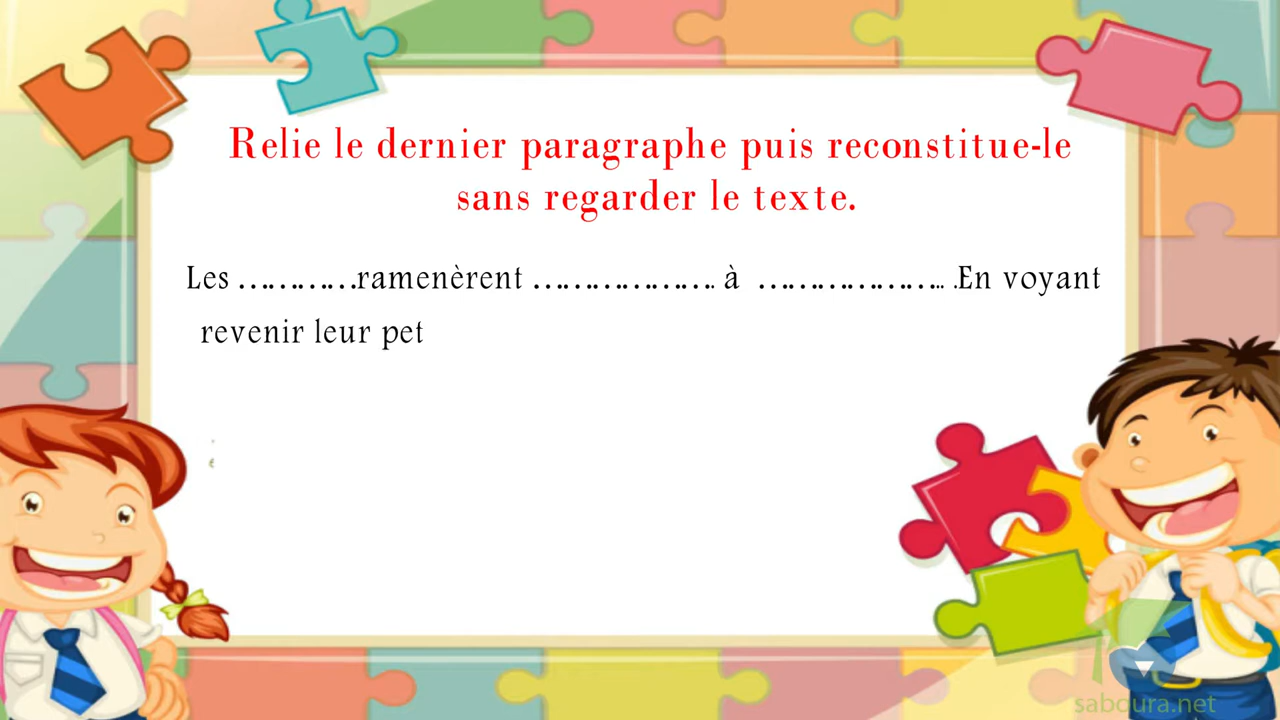 Relie le dernier paragraphe puis reconstitue-le
sans regarder le texte.
Les …………ramenèrent ……………….. à ………………... .En voyant
revenir leur pet
saboura.net